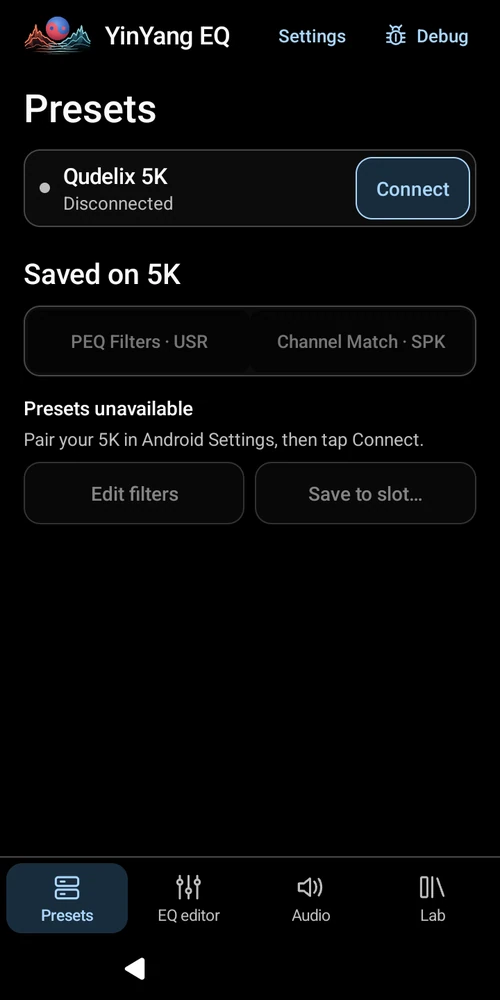 YinYang EQ
Settings
Debug
Presets
Qudelix 5K
Disconnected
Connect
Saved on 5K
PEQ Filters · USR
Channel Match · SPK
Presets unavailable
Pair your 5K in Android Settings, then tap Connect.
Edit filters
Save to slot…
Presets
EQ editor
Audio
Lab